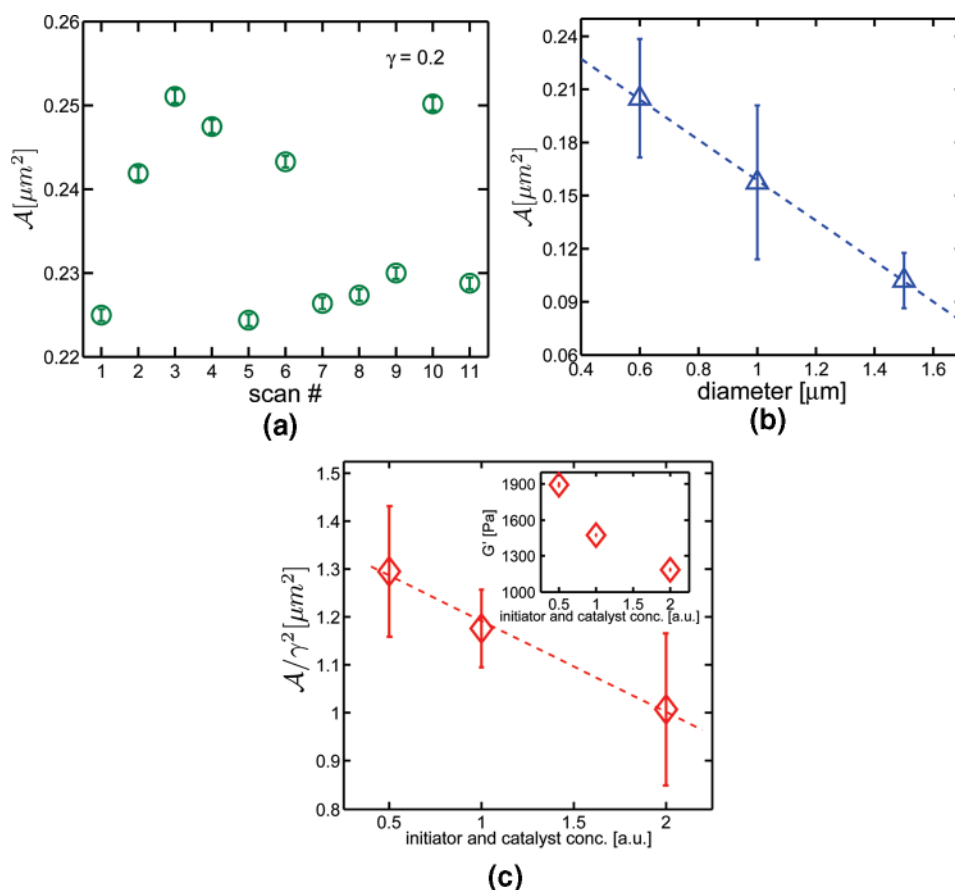 0.26
0.25
0.24
0.23
0.22
𝒜[μm²]
γ = 0.2
1 2 3 4 5 6 7 8 9 10 11
scan #
(a)
0.24
0.21
0.18
0.15
0.12
0.09
0.06
𝒜[μm²]
0.4 0.6 0.8 1 1.2 1.4 1.6
diameter [μm]
(b)
1.5
1.4
1.3
1.2
1.1
1
0.9
0.8
𝒜/γ²[μm²]
0.5 1 1.5 2
initiator and catalyst conc. [a.u.]
1900
1600
1300
1000
G' [Pa]
0.5 1 1.5 2
initiator and catalyst conc. [a.u.]
(c)